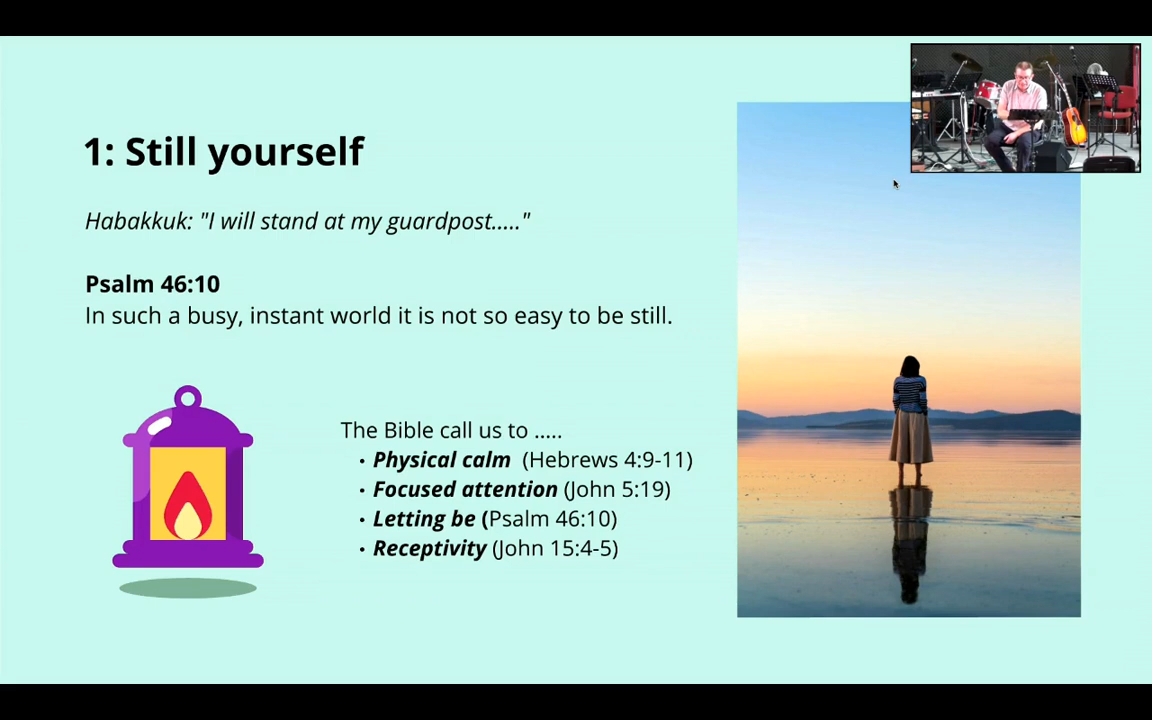 1: Still yourself
Habakkuk: "I will stand at my guardpost....."
Psalm 46:10
In such a busy, instant world it is not so easy to be still.
The Bible call us to .....
• Physical calm (Hebrews 4:9-11)
• Focused attention (John 5:19)
• Letting be (Psalm 46:10)
• Receptivity (John 15:4-5)